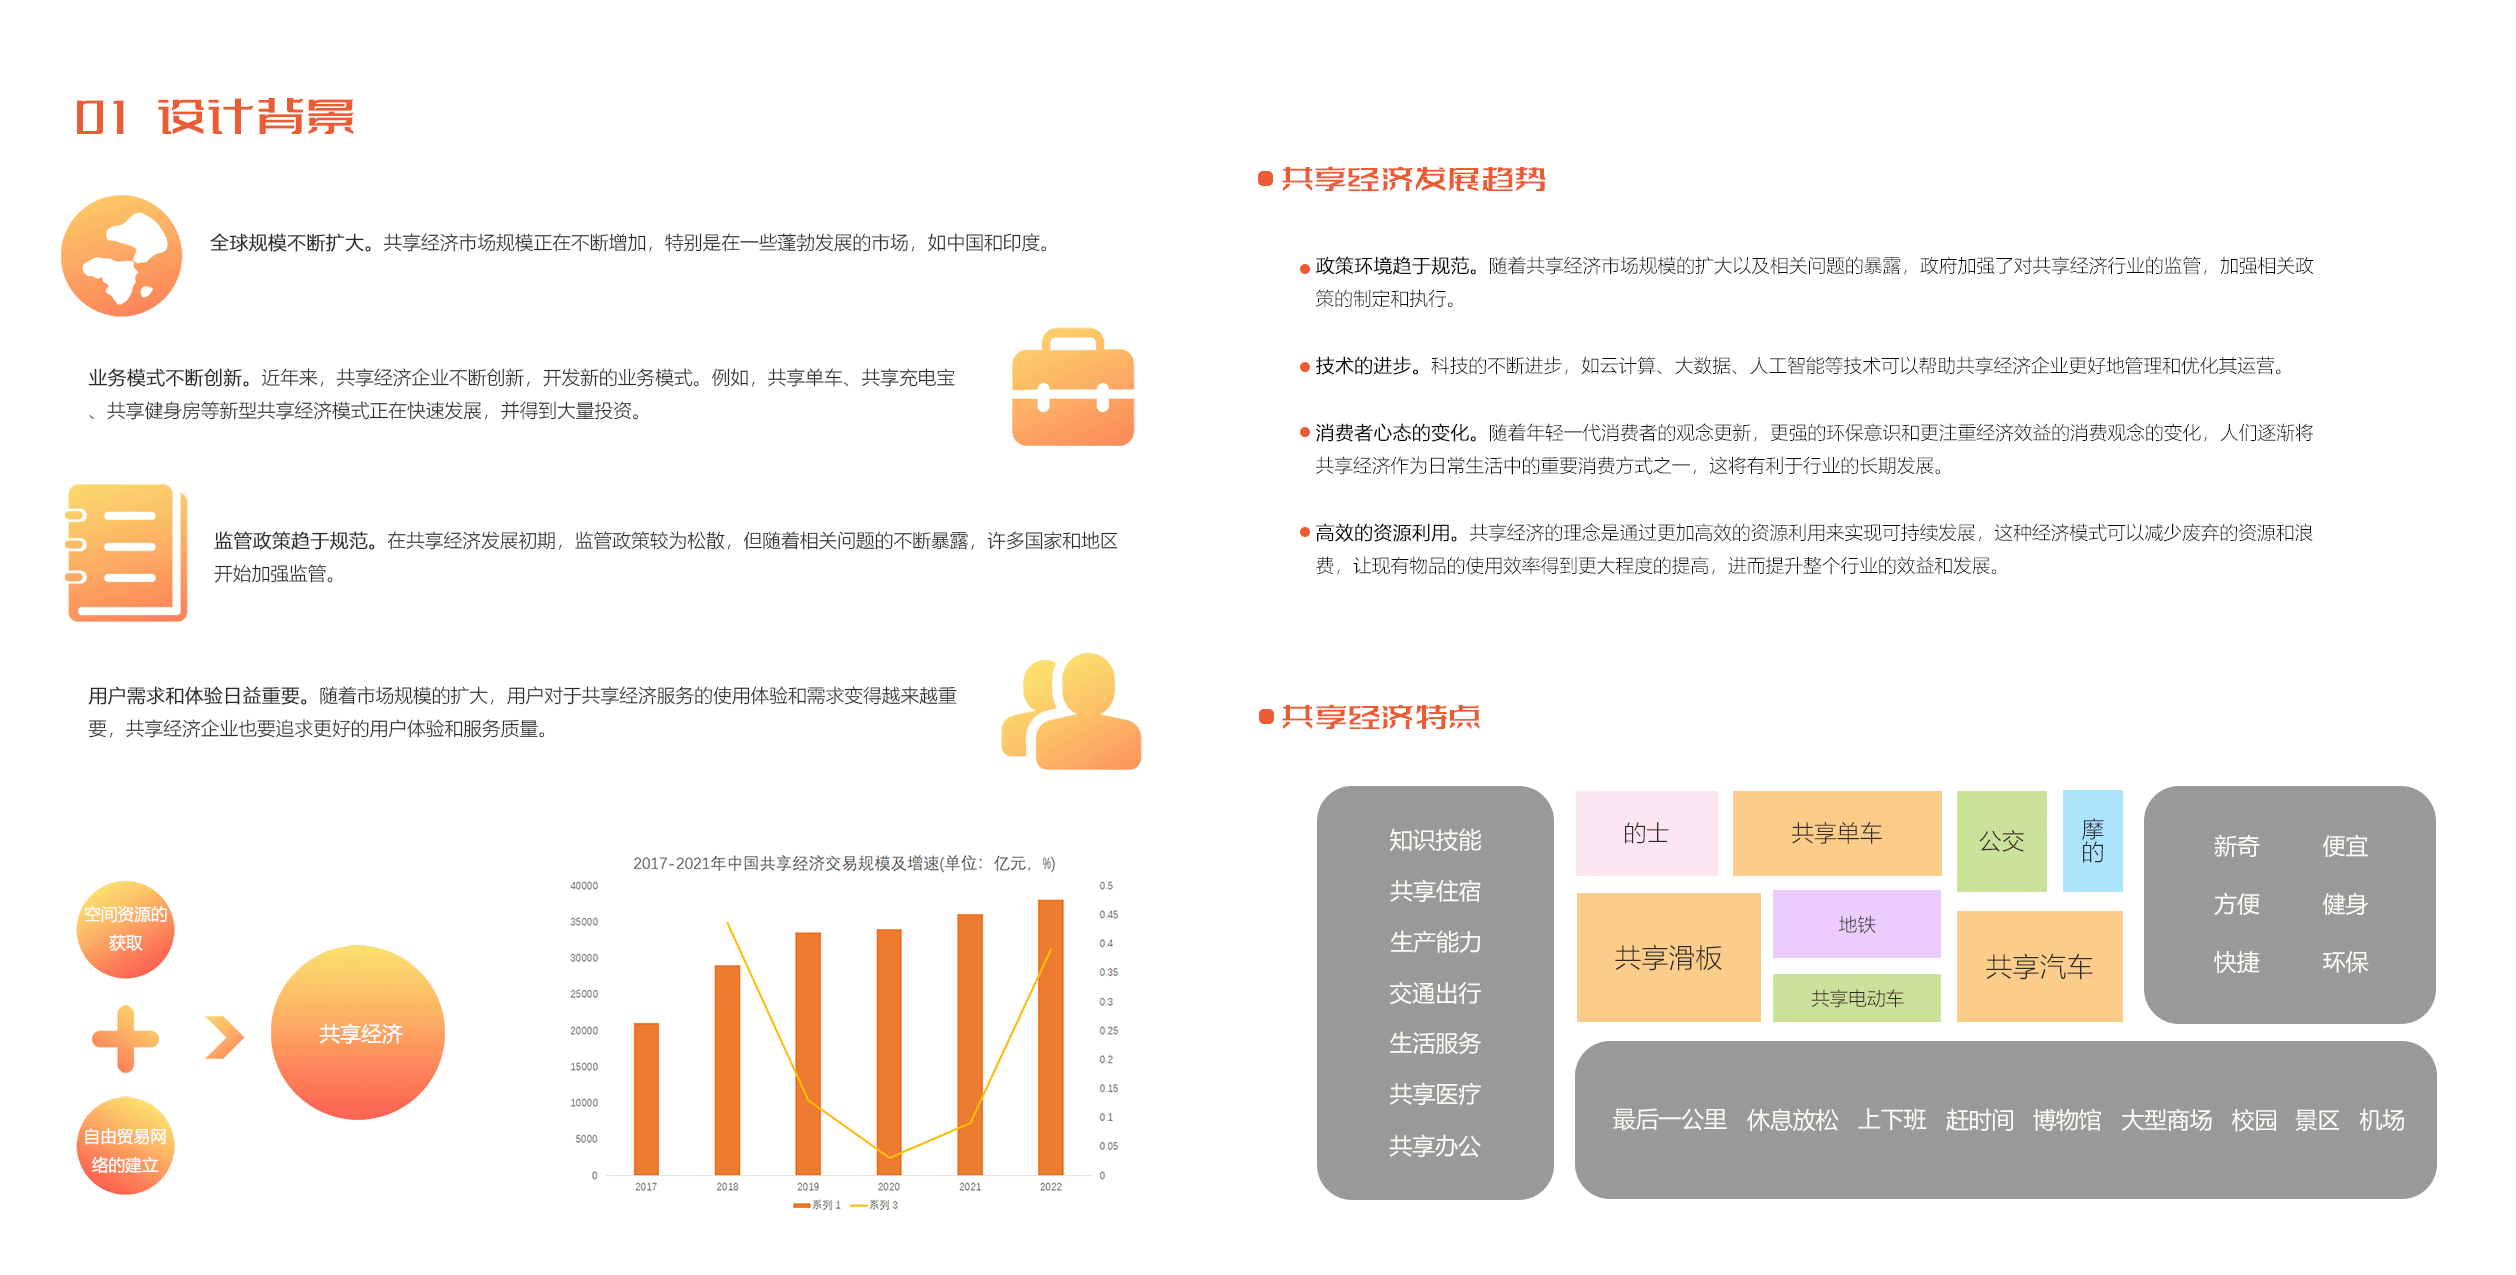 01 设计背景
全球规模不断扩大。共享经济市场规模正在不断增加，特别是在一些蓬勃发展的市场，如中国和印度。
业务模式不断创新。近年来，共享经济企业不断创新，开发新的业务模式。例如，共享单车、共享充电宝
、共享健身房等新型共享经济模式正在快速发展，并得到大量投资。
监管政策趋于规范。在共享经济发展初期，监管政策较为松散，但随着相关问题的不断暴露，许多国家和地区
开始加强监管。
用户需求和体验日益重要。随着市场规模的扩大，用户对于共享经济服务的使用体验和需求变得越来越重
要，共享经济企业也要追求更好的用户体验和服务质量。
空间资源的
获取
自由贸易网
络的建立
共享经济
2017-2021年中国共享经济交易规模及增速(单位：亿元，%)
40000
35000
30000
25000
20000
15000
10000
5000
0
0.5
0.45
0.4
0.35
0.3
0.25
0.2
0.15
0.1
0.05
0
2017 2018 2019 2020 2021 2022
系列 1 系列 3
共享经济发展趋势
政策环境趋于规范。随着共享经济市场规模的扩大以及相关问题的暴露，政府加强了对共享经济行业的监管，加强相关政
策的制定和执行。
技术的进步。科技的不断进步，如云计算、大数据、人工智能等技术可以帮助共享经济企业更好地管理和优化其运营。
消费者心态的变化。随着年轻一代消费者的观念更新，更强的环保意识和更注重经济效益的消费观念的变化，人们逐渐将
共享经济作为日常生活中的重要消费方式之一，这将有利于行业的长期发展。
高效的资源利用。共享经济的理念是通过更加高效的资源利用来实现可持续发展，这种经济模式可以减少废弃的资源和浪
费，让现有物品的使用效率得到更大程度的提高，进而提升整个行业的效益和发展。
共享经济特点
知识技能
共享住宿
生产能力
交通出行
生活服务
共享医疗
共享办公
的士
共享单车
公交
摩的
共享滑板
地铁
共享电动车
共享汽车
新奇 便宜
方便 健身
快捷 环保
最后一公里 休息放松 上下班 赶时间 博物馆 大型商场 校园 景区 机场